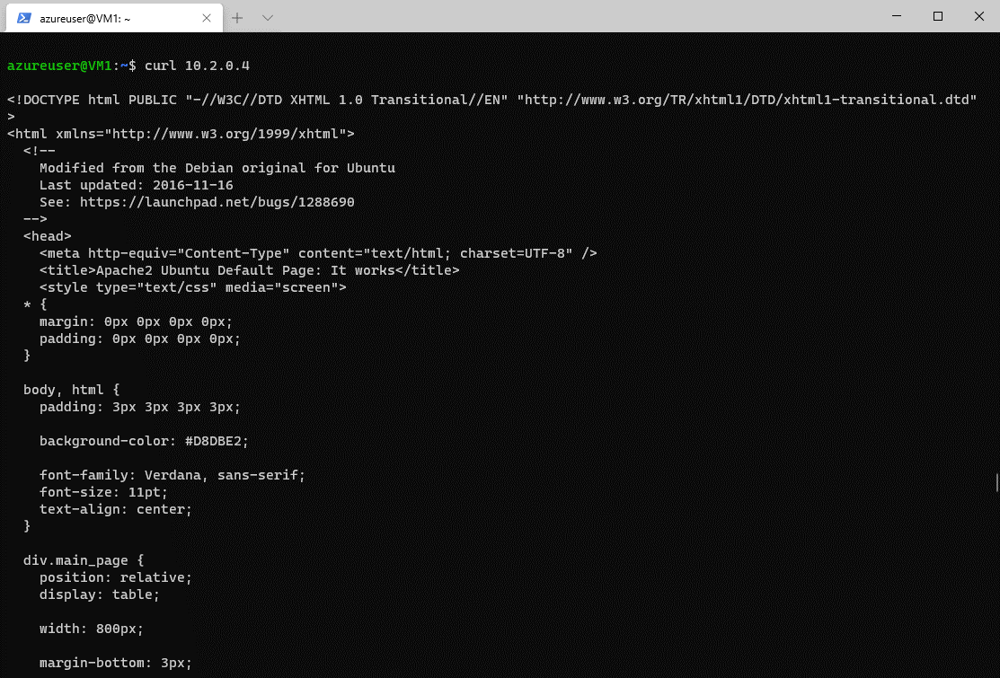 azureuser@VM1: ~
azureuser@VM1:~$ curl 10.2.0.4
<!DOCTYPE html PUBLIC "-//W3C//DTD XHTML 1.0 Transitional//EN" "http://www.w3.org/TR/xhtml1/DTD/xhtml1-transitional.dtd"
>
<html xmlns="http://www.w3.org/1999/xhtml">
  <!--
    Modified from the Debian original for Ubuntu
    Last updated: 2016-11-16
    See: https://launchpad.net/bugs/1288690
  -->
  <head>
    <meta http-equiv="Content-Type" content="text/html; charset=UTF-8" />
    <title>Apache2 Ubuntu Default Page: It works</title>
    <style type="text/css" media="screen">
  * {
    margin: 0px 0px 0px 0px;
    padding: 0px 0px 0px 0px;
  }
  body, html {
    padding: 3px 3px 3px 3px;
    background-color: #D8DBE2;
    font-family: Verdana, sans-serif;
    font-size: 11pt;
    text-align: center;
  }
  div.main_page {
    position: relative;
    display: table;
    width: 800px;
    margin-bottom: 3px;